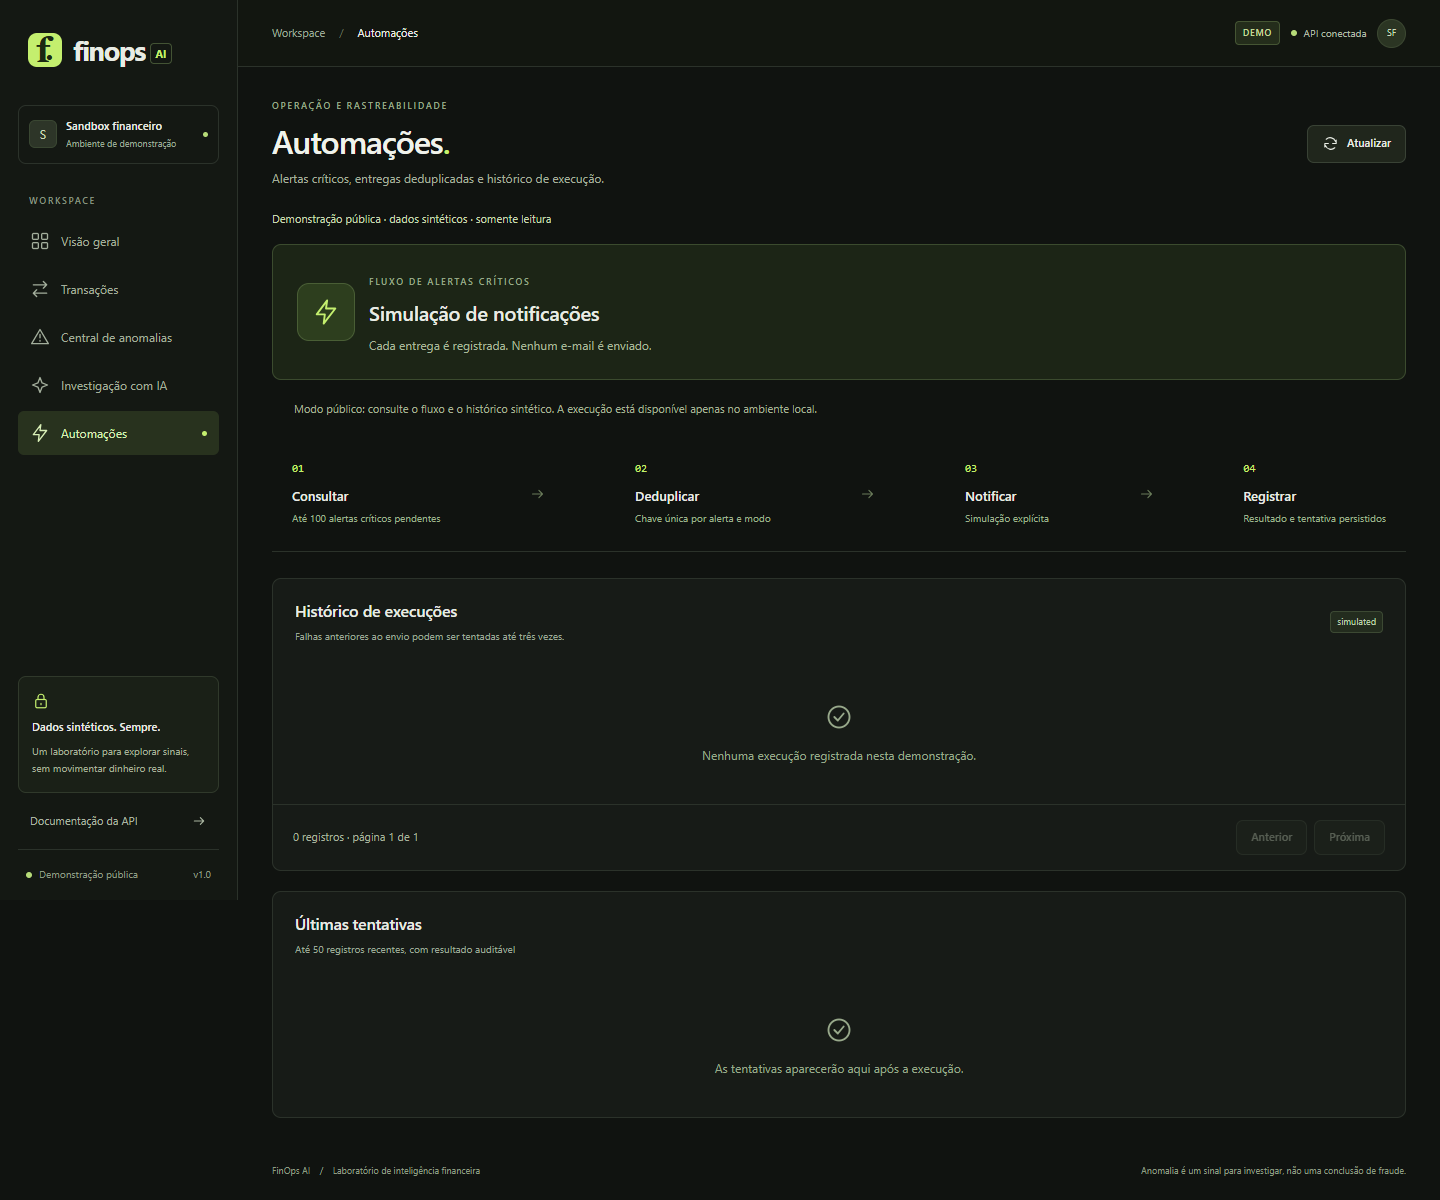 f. finops AI
Sandbox financeiro
S
Ambiente de demonstração
WORKSPACE
Visão geral
Transações
Central de anomalias
Investigação com IA
Automações
Dados sintéticos. Sempre.
Um laboratório para explorar sinais,
sem movimentar dinheiro real.
Documentação da API
Demonstração pública v1.0
Workspace / Automações
DEMO API conectada SF
OPERAÇÃO E RASTREABILIDADE
Automações.
Atualizar
Alertas críticos, entregas deduplicadas e histórico de execução.
Demonstração pública · dados sintéticos · somente leitura
FLUXO DE ALERTAS CRÍTICOS
Simulação de notificações
Cada entrega é registrada. Nenhum e-mail é enviado.
Modo público: consulte o fluxo e o histórico sintético. A execução está disponível apenas no ambiente local.
01
Consultar
Até 100 alertas críticos pendentes
02
Deduplicar
Chave única por alerta e modo
03
Notificar
Simulação explícita
04
Registrar
Resultado e tentativa persistidos
Histórico de execuções
Falhas anteriores ao envio podem ser tentadas até três vezes.
simulated
Nenhuma execução registrada nesta demonstração.
0 registros · página 1 de 1
Anterior Próxima
Últimas tentativas
Até 50 registros recentes, com resultado auditável
As tentativas aparecerão aqui após a execução.
FinOps AI / Laboratório de inteligência financeira
Anomalia é um sinal para investigar, não uma conclusão de fraude.